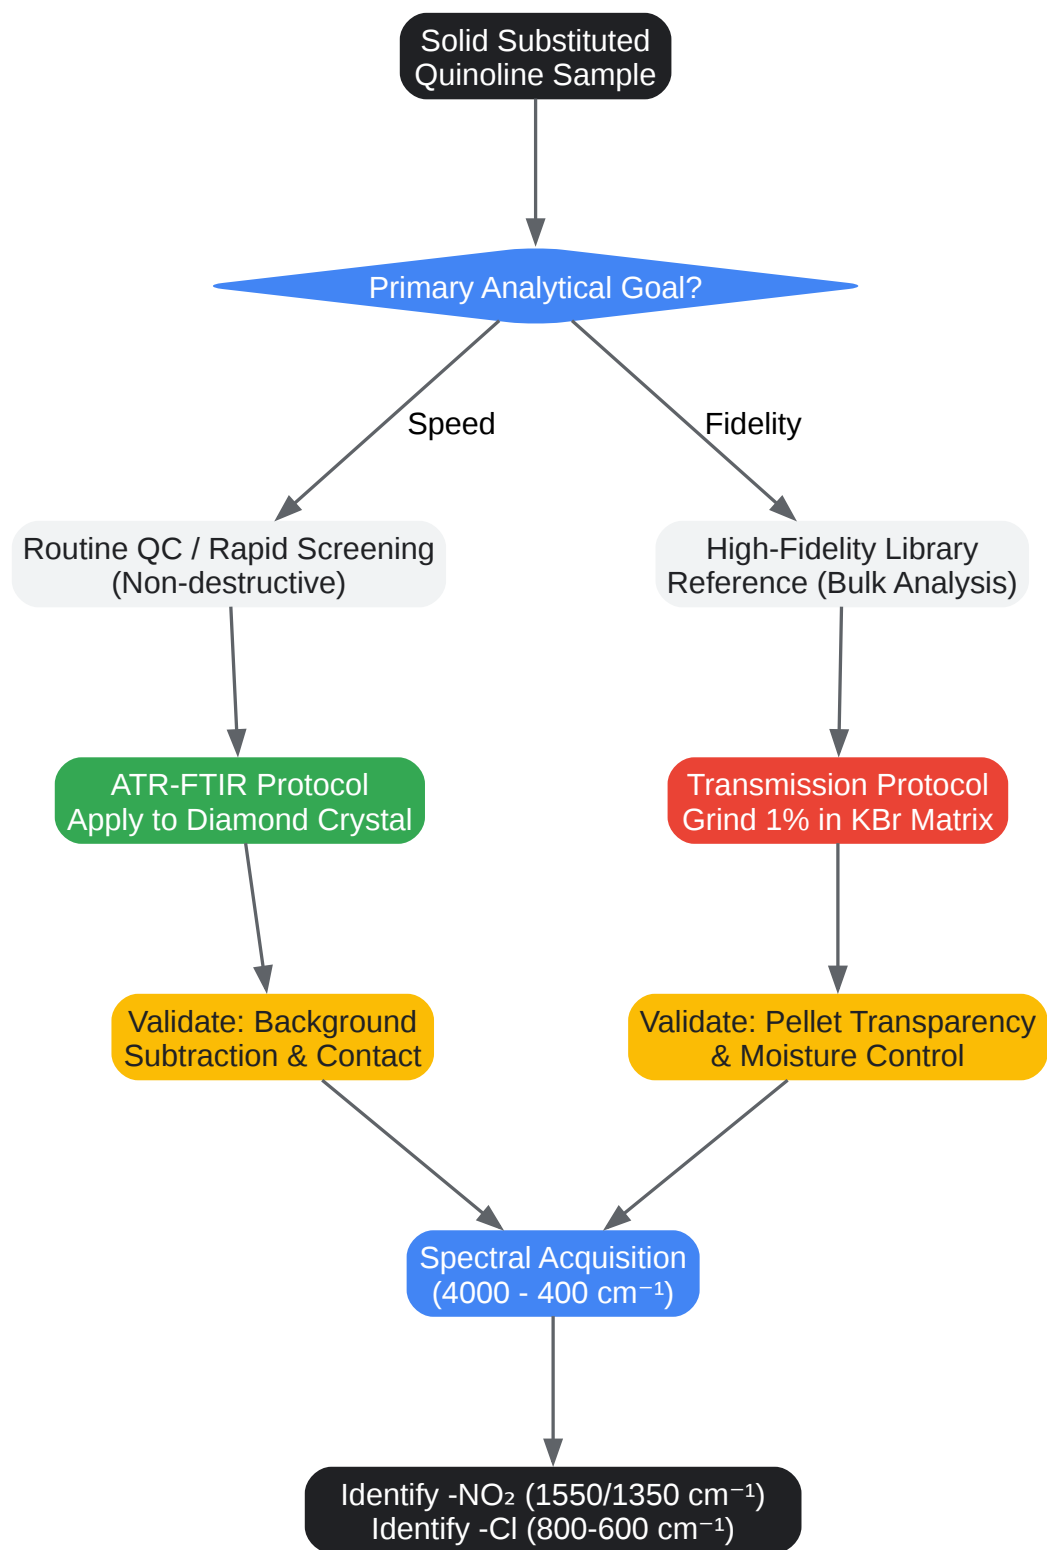 Solid Substituted
Quinoline Sample
Primary Analytical Goal?
Speed
Fidelity
Routine QC / Rapid Screening
(Non-destructive)
High-Fidelity Library
Reference (Bulk Analysis)
ATR-FTIR Protocol
Apply to Diamond Crystal
Transmission Protocol
Grind 1% in KBr Matrix
Validate: Background
Subtraction & Contact
Validate: Pellet Transparency
& Moisture Control
Spectral Acquisition
(4000 - 400 cm⁻¹)
Identify -NO₂ (1550/1350 cm⁻¹)
Identify -Cl (800-600 cm⁻¹)